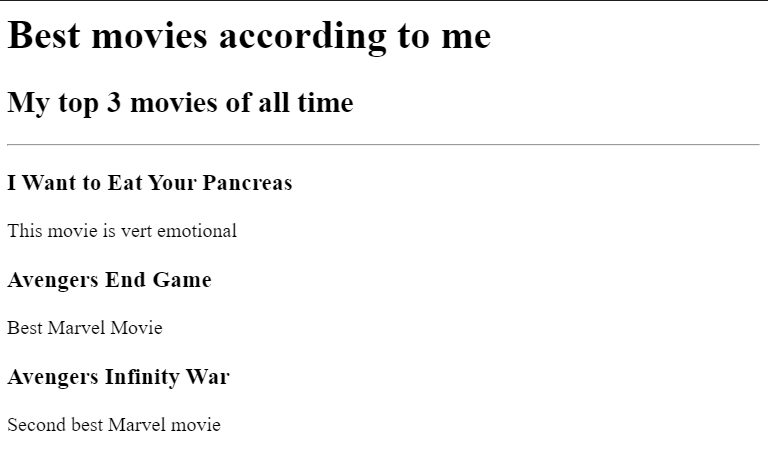 Best movies according to me
My top 3 movies of all time
I Want to Eat Your Pancreas
This movie is vert emotional
Avengers End Game
Best Marvel Movie
Avengers Infinity War
Second best Marvel movie